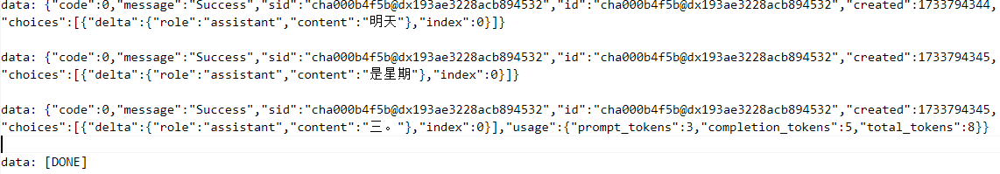 data: {"code":0,"message":"Success","sid":"cha000b4f5b@dx193ae3228acb894532","id":"cha000b4f5b@dx193ae3228acb894532","created":1733794344,
"choices":[{"delta":{"role":"assistant","content":"明天"},"index":0}]}
data: {"code":0,"message":"Success","sid":"cha000b4f5b@dx193ae3228acb894532","id":"cha000b4f5b@dx193ae3228acb894532","created":1733794345,
"choices":[{"delta":{"role":"assistant","content":"是星期"},"index":0}]}
data: {"code":0,"message":"Success","sid":"cha000b4f5b@dx193ae3228acb894532","id":"cha000b4f5b@dx193ae3228acb894532","created":1733794345,
"choices":[{"delta":{"role":"assistant","content":"三。"},"index":0}],"usage":{"prompt_tokens":3,"completion_tokens":5,"total_tokens":8}}
data: [DONE]